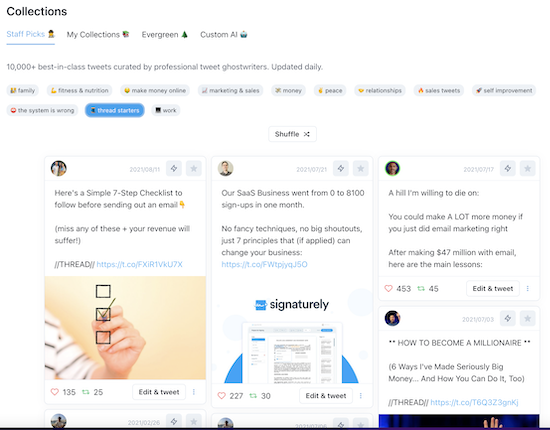 Collections
Staff Picks
My Collections
Evergreen
Custom AI
10,000+ best-in-class tweets curated by professional tweet ghostwriters. Updated daily.
family
fitness & nutrition
make money online
marketing & sales
money
peace
relationships
sales tweets
self improvement
the system is wrong
thread starters
work
Shuffle
2021/08/11
Here's a Simple 7-Step Checklist to
follow before sending out an email
(miss any of these + your revenue will
suffer!)
//THREAD// https://t.co/FXiR1VkU7X
135
25
Edit & tweet
2021/02/26
2021/07/21
Our SaaS Business went from 0 to 8100
sign-ups in one month.
No fancy techniques, no big shoutouts,
just 7 principles that (if applied) can
change your business:
https://t.co/FWtpjyqJ5O
signaturely
227
30
Edit & tweet
2021/07/17
A hill I'm willing to die on:
You could make A LOT more money if
you just did email marketing right
After making $47 million with email,
here are the main lessons:
453
45
Edit & tweet
2021/07/03
** HOW TO BECOME A MILLIONAIRE **
(6 Ways I've Made Seriously Big
Money... And How You Can Do It, Too)
//THREAD// https://t.co/T6Q3Z3gnKj